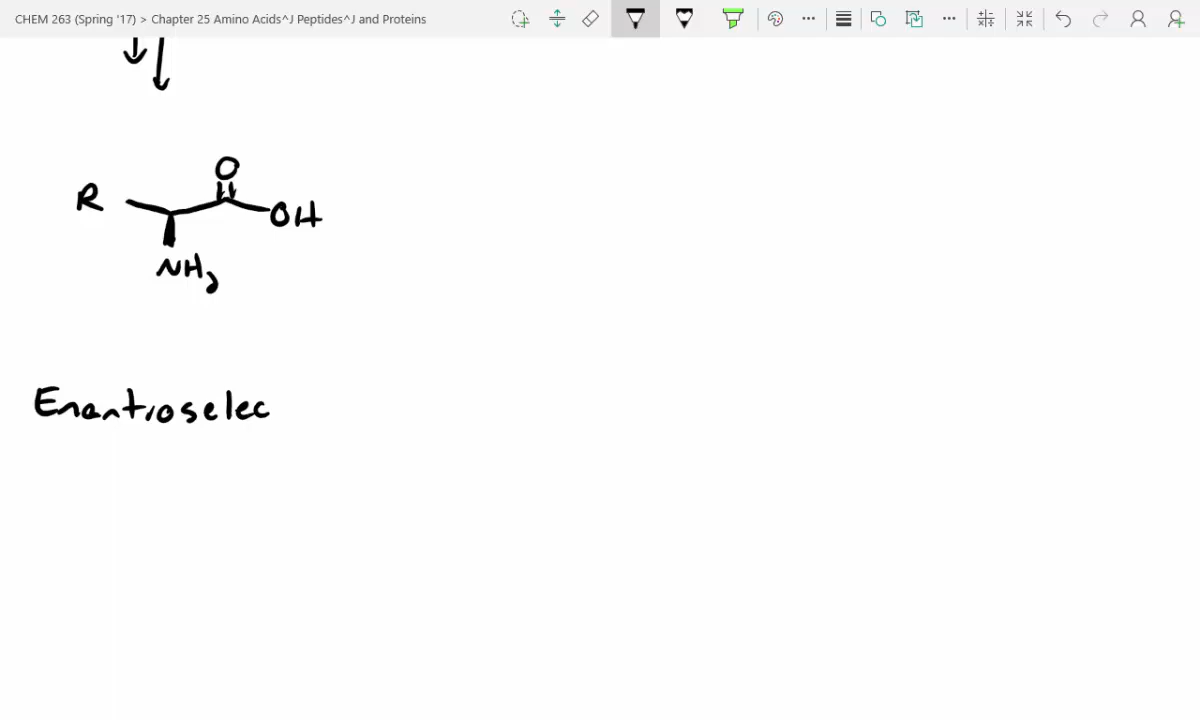 CHEM 263 (Spring '17) > Chapter 25 Amino Acids^J Peptides^J and Proteins
O
R
OH
NH2
Enantioselec